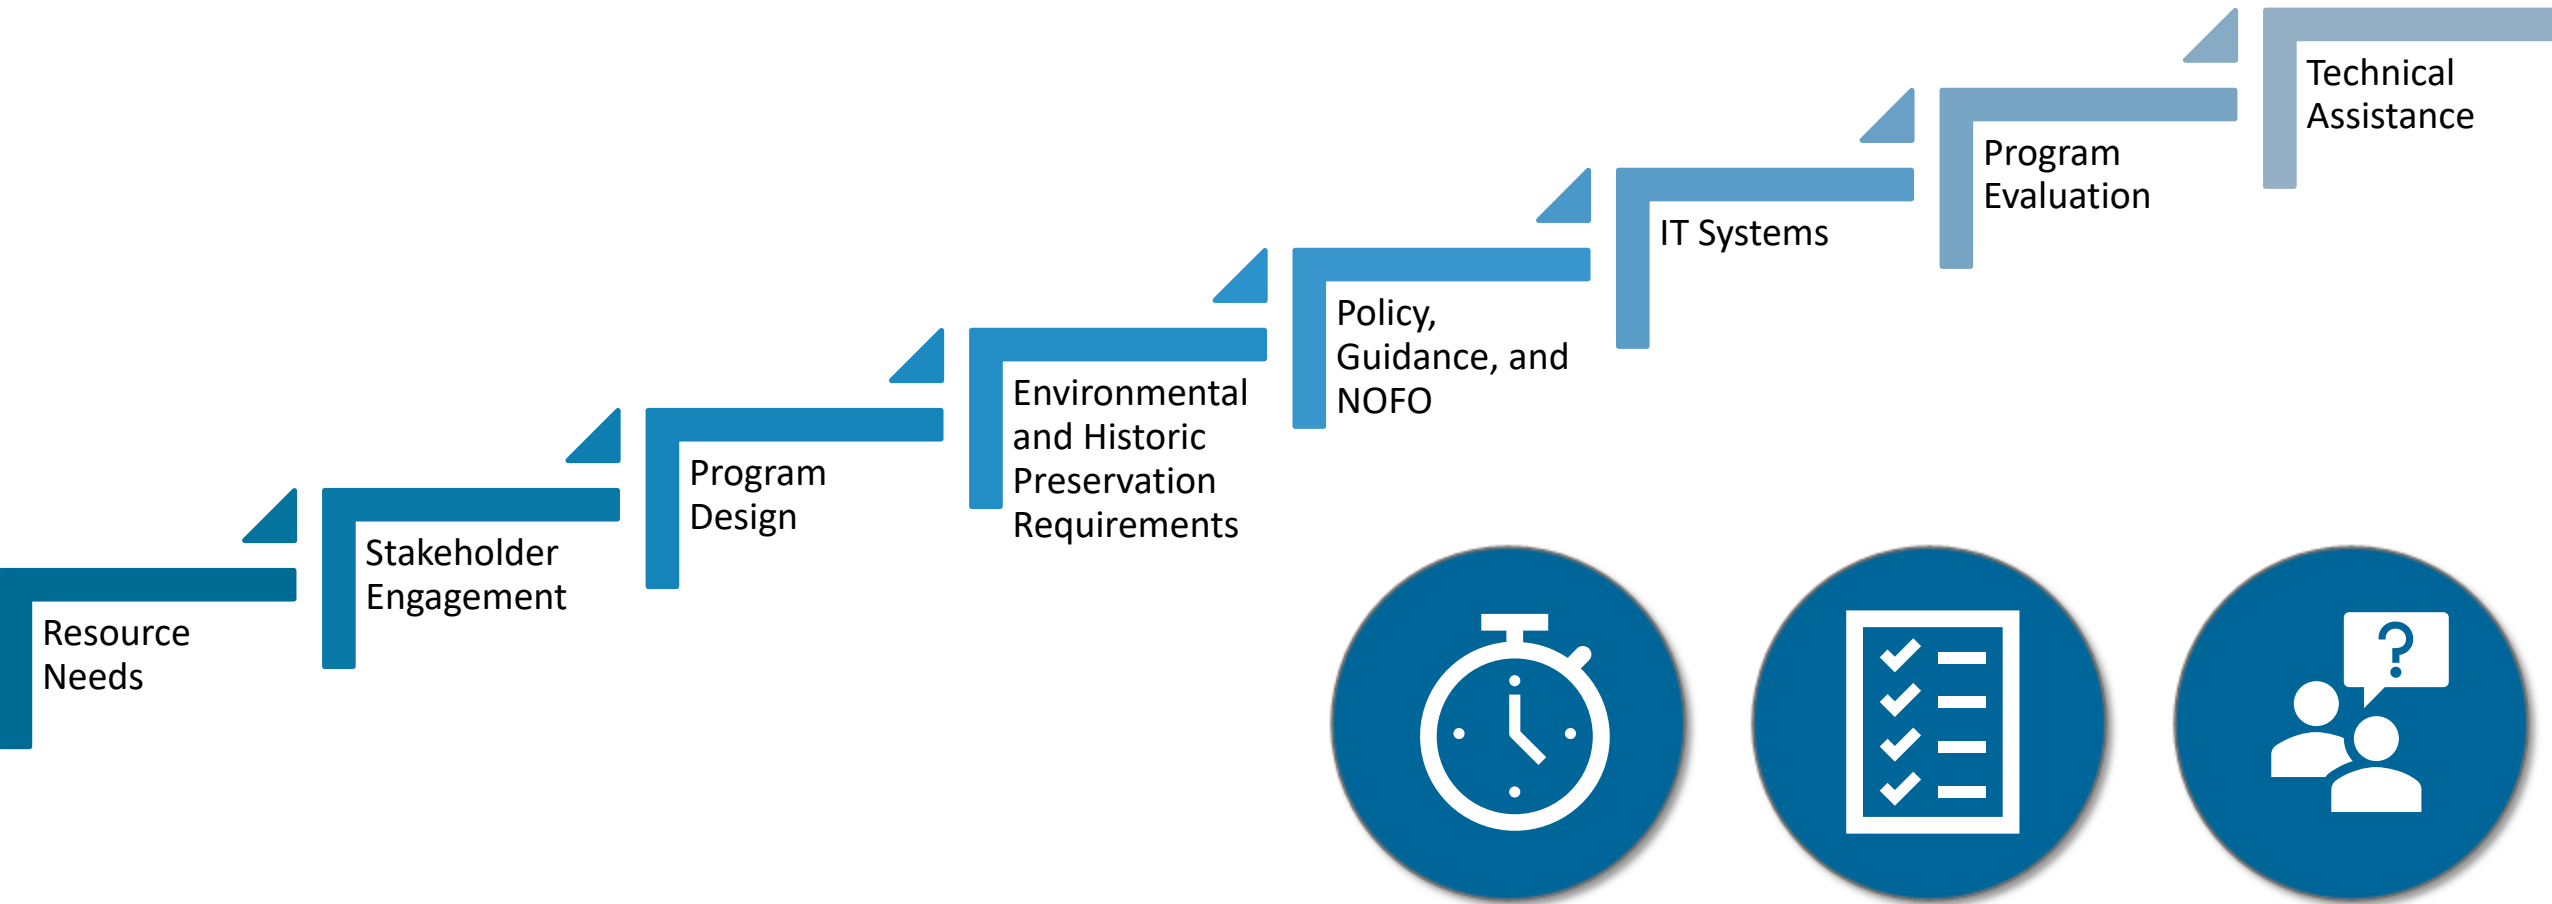 Resource
Needs
Stakeholder
Engagement
Program
Design
Environmental
and Historic
Preservation
Requirements
Policy,
Guidance, and
NOFO
IT Systems
Program
Evaluation
Technical
Assistance
?